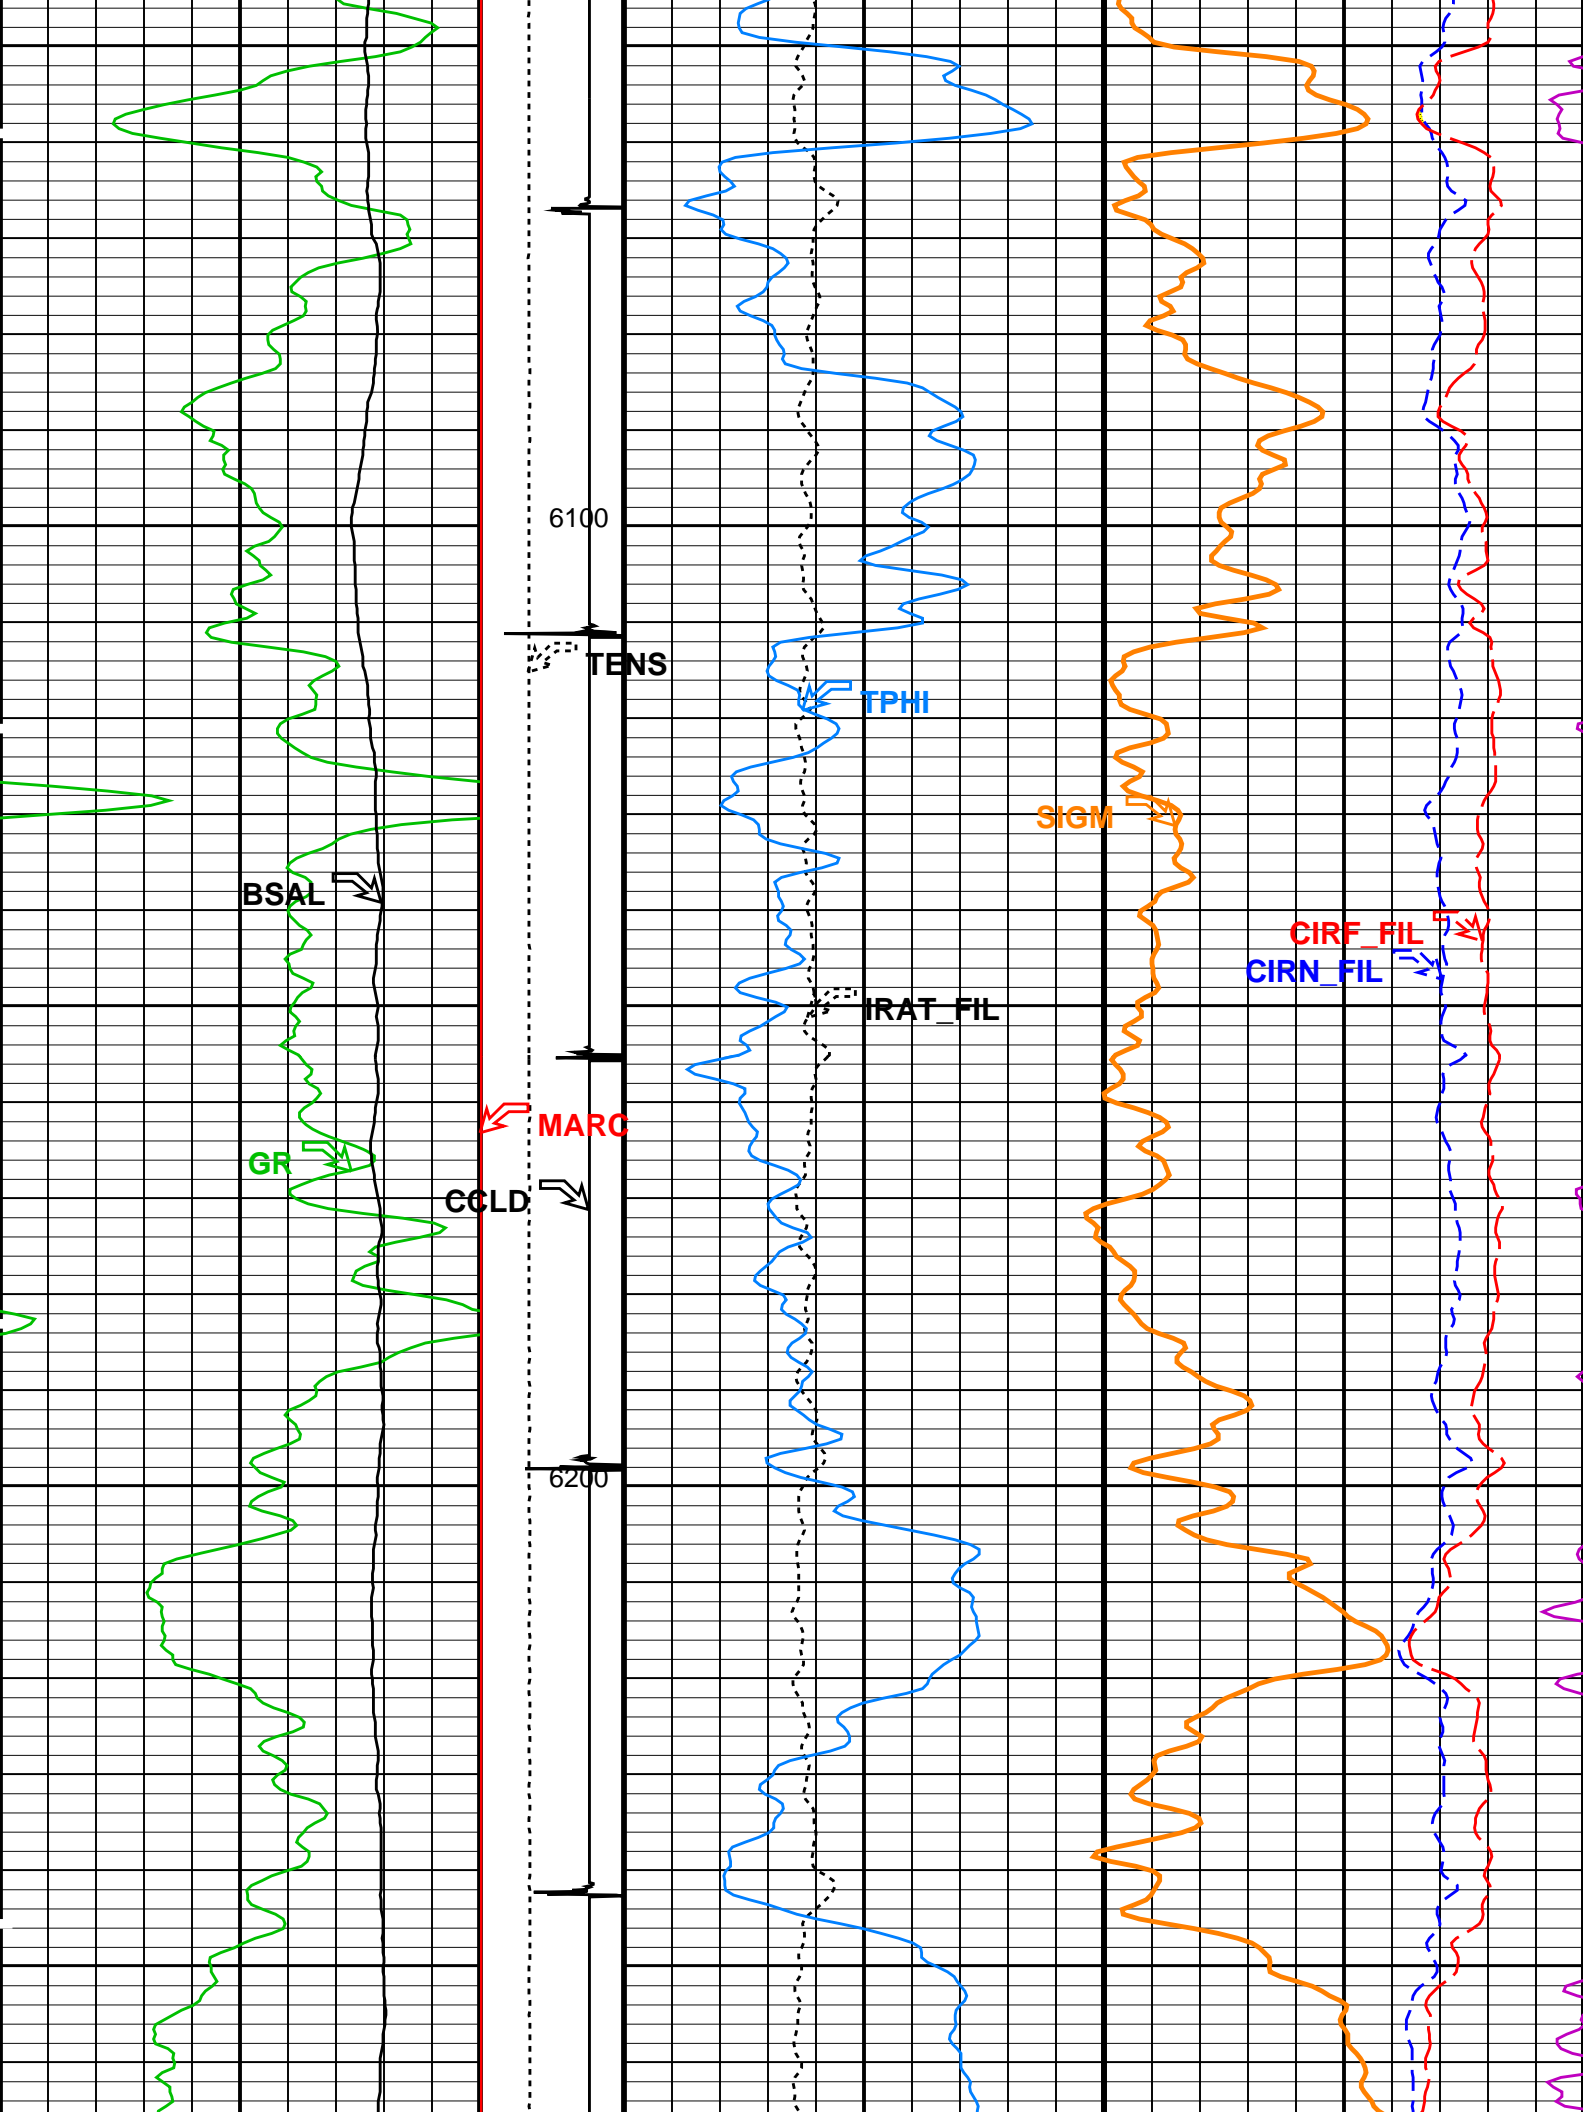 6100
TENS
TPHI
SIGM
BSAL
CIRF_FIL
CIRN_FIL
IRAT_FIL
MARC
GR
CCLD
6200